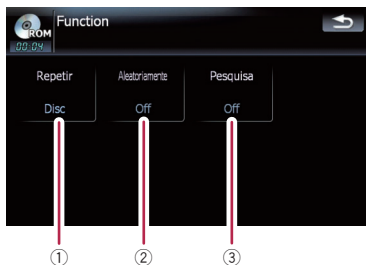 Function
ROM
00:04
Repetir Aleatoriamente Pesquisa
Disc Off Off
① ② ③